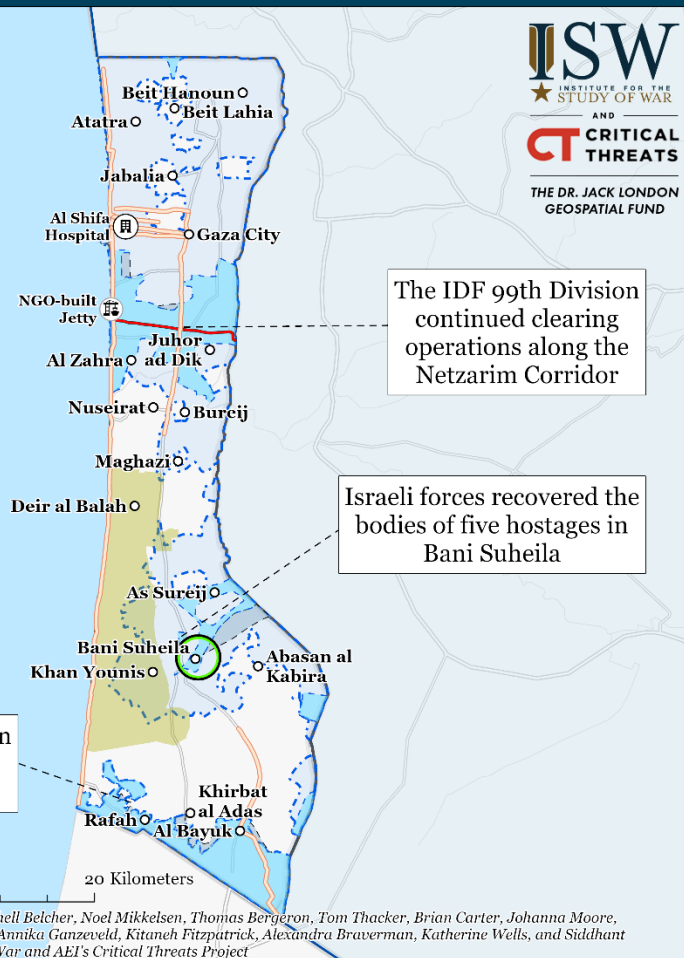 ISW
INSTITUTE FOR THE
STUDY OF WAR
AND
CT CRITICAL
THREATS
THE DR. JACK LONDON
GEOSPATIAL FUND
Beit Hanoun
Beit Lahia
Atatra
Jabalia
Al Shifa
Hospital
Gaza City
NGO-built
Jetty
The IDF 99th Division
continued clearing
operations along the
Netzarim Corridor
Juhor
ad Dik
Al Zahra
Nuseirat
Bureij
Maghazi
Deir al Balah
Israeli forces recovered the
bodies of five hostages in
Bani Suheila
As Sureij
Bani Suheila
Khan Younis
Abasan al
Kabira
n
Khirbat
al Adas
Rafah
Al Bayuk
20 Kilometers
nell Belcher, Noel Mikkelsen, Thomas Bergeron, Tom Thacker, Brian Carter, Johanna Moore,
Annika Ganzeveld, Kitaneh Fitzpatrick, Alexandra Braverman, Katherine Wells, and Siddhant
War and AEI's Critical Threats Project